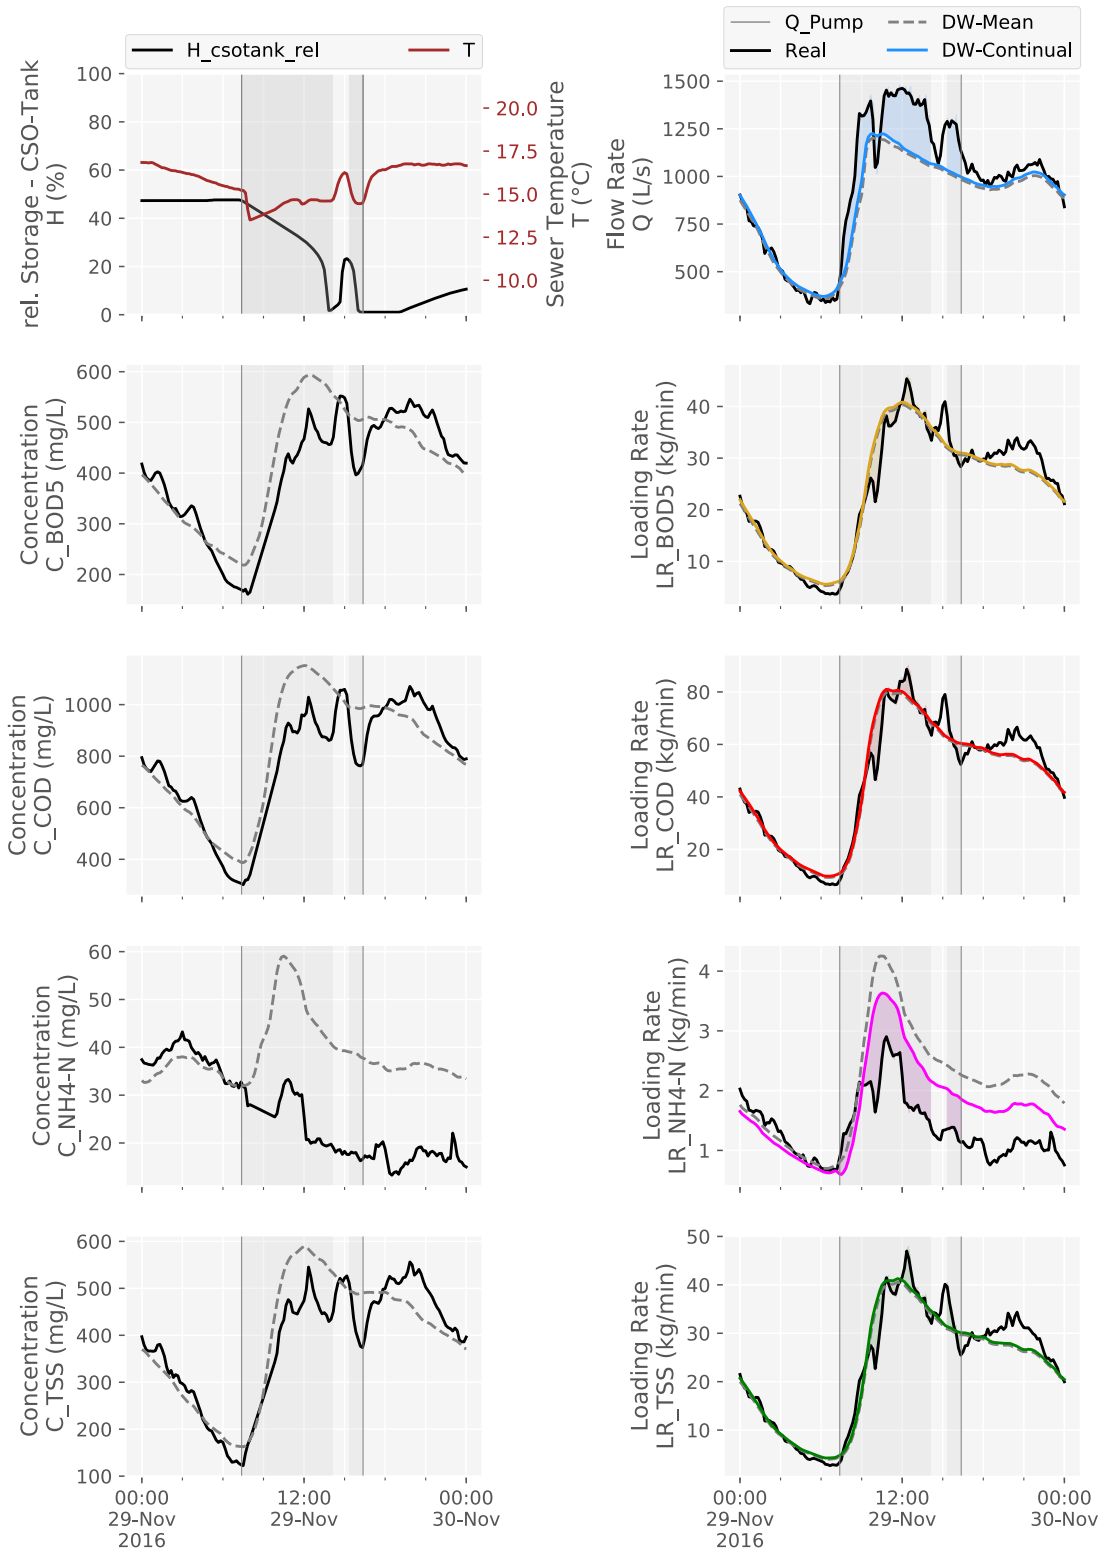 H_csotank_rel
T
Q_Pump
Real
DW-Mean
DW-Continual
rel. Storage - CSO-Tank
H (%)
100
80
60
40
20
0
20.0
17.5
15.0
12.5
10.0
Sewer Temperature
T (°C)
Flow Rate
Q (L/s)
1500
1250
1000
750
500
Concentration
C_BOD5 (mg/L)
600
500
400
300
200
Loading Rate
LR_BOD5 (kg/min)
40
30
20
10
Concentration
C_COD (mg/L)
1000
800
600
400
Loading Rate
LR_COD (kg/min)
80
60
40
20
Concentration
C_NH4-N (mg/L)
60
50
40
30
20
Loading Rate
LR_NH4-N (kg/min)
4
3
2
1
Concentration
C_TSS (mg/L)
600
500
400
300
200
100
Loading Rate
LR_TSS (kg/min)
50
40
30
20
10
00:00
29-Nov
2016
12:00
29-Nov
00:00
30-Nov
00:00
29-Nov
2016
12:00
29-Nov
00:00
30-Nov